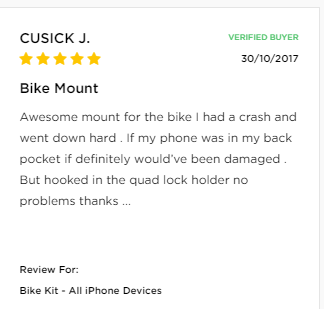 CUSICK J.
VERIFIED BUYER
30/10/2017
Bike Mount
Awesome mount for the bike I had a crash and
went down hard . If my phone was in my back
pocket if definitely would've been damaged .
But hooked in the quad lock holder no
problems thanks ...
Review For:
Bike Kit - All iPhone Devices